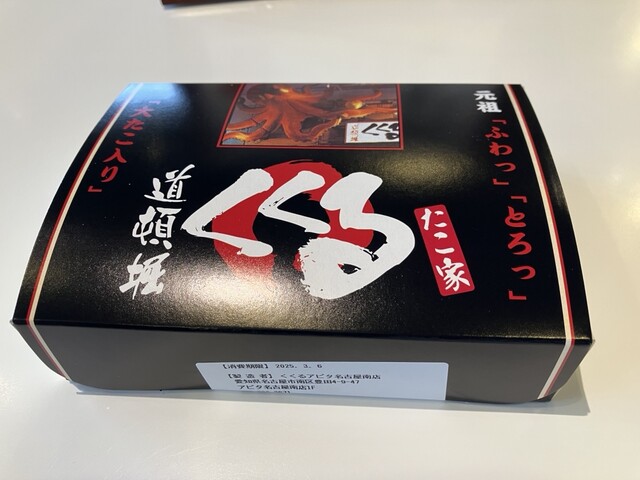 元祖「ふわっ」「とろっ」
「大たこ入り」
くくる
たこ家
道頓堀
くくる
【消費期限】 2025. 3. 6
【製 造 者】 くくるアピタ名古屋南店
愛知県名古屋市南区豊田4-9-47
アピタ名古屋南店1F